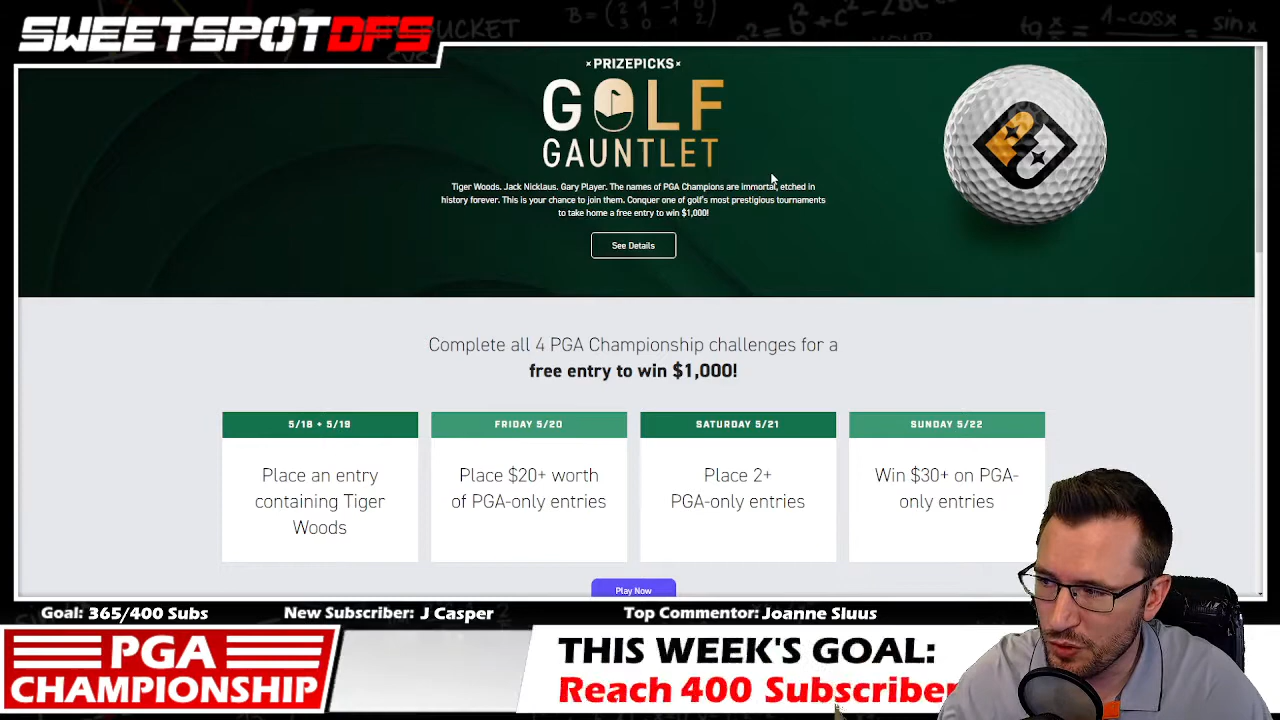 SWEETSPOTDFS
PRIZEPICKS
GOLF
GAUNTLET
Tiger Woods. Jack Nicklaus. Gary Player. The names of PGA Champions are immortal, etched in
history forever. This is your chance to join them. Conquer one of golf's most prestigious tournaments
to take home a free entry to win $1,000!
See Details
Complete all 4 PGA Championship challenges for a
free entry to win $1,000!
5/18 + 5/19
Place an entry
containing Tiger
Woods
FRIDAY 5/20
Place $20+ worth
of PGA-only entries
SATURDAY 5/21
Place 2+
PGA-only entries
SUNDAY 5/22
Win $30+ on PGA-
only entries
Play Now
Goal: 365/400 Subs
New Subscriber: J Casper
Top Commentor: Joanne Sluus
PGA
CHAMPIONSHIP
THIS WEEK'S GOAL:
Reach 400 Subscriber